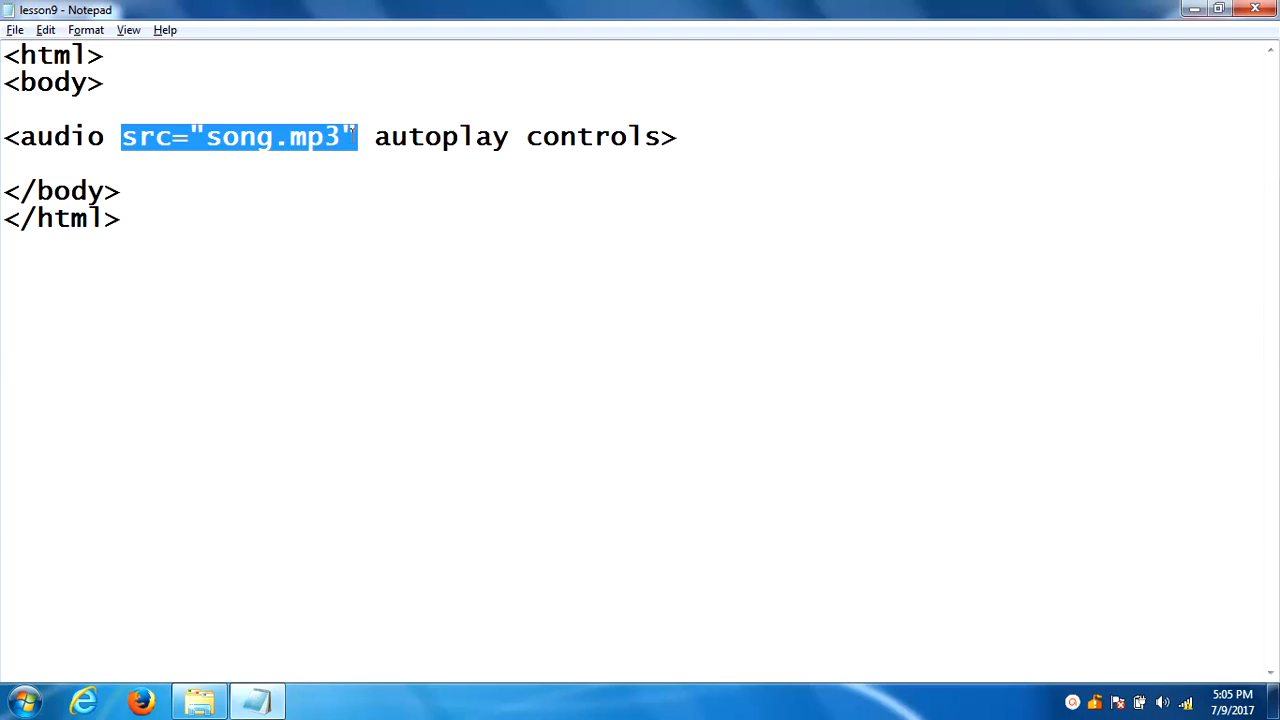 lesson9 - Notepad
File Edit Format View Help
<html>
<body>
<audio src="song.mp3" autoplay controls>
</body>
</html>
5:05 PM
7/9/2017